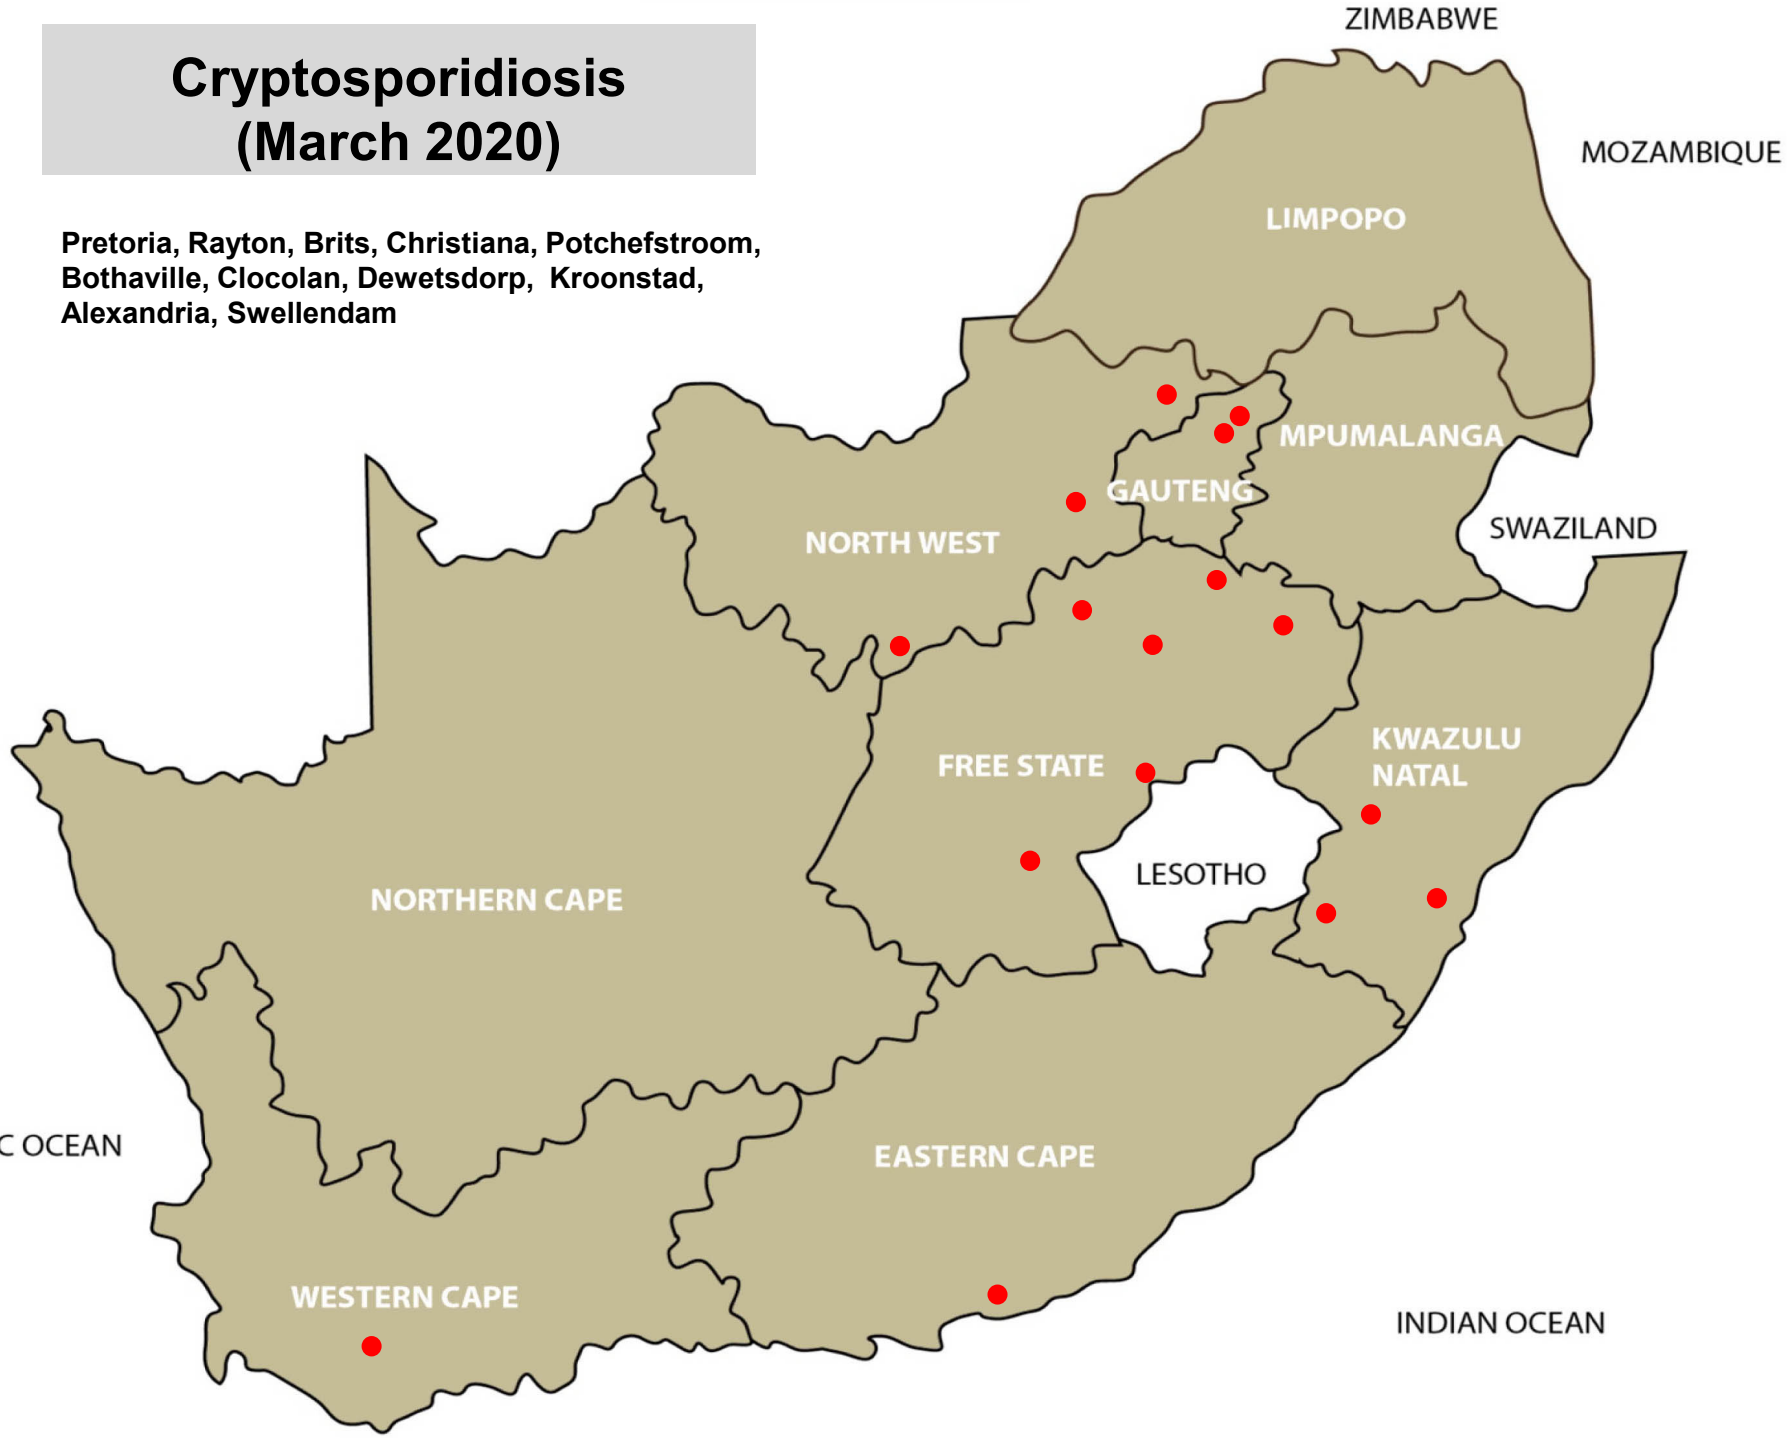 Cryptosporidiosis
(March 2020)
Pretoria, Rayton, Brits, Christiana, Potchefstroom,
Bothaville, Clocolan, Dewetsdorp, Kroonstad,
Alexandria, Swellendam
ZIMBABWE
MOZAMBIQUE
LIMPOPO
MPUMALANGA
GAUTENG
NORTH WEST
SWAZILAND
KWAZULU
NATAL
FREE STATE
LESOTHO
NORTHERN CAPE
C OCEAN
EASTERN CAPE
WESTERN CAPE
INDIAN OCEAN